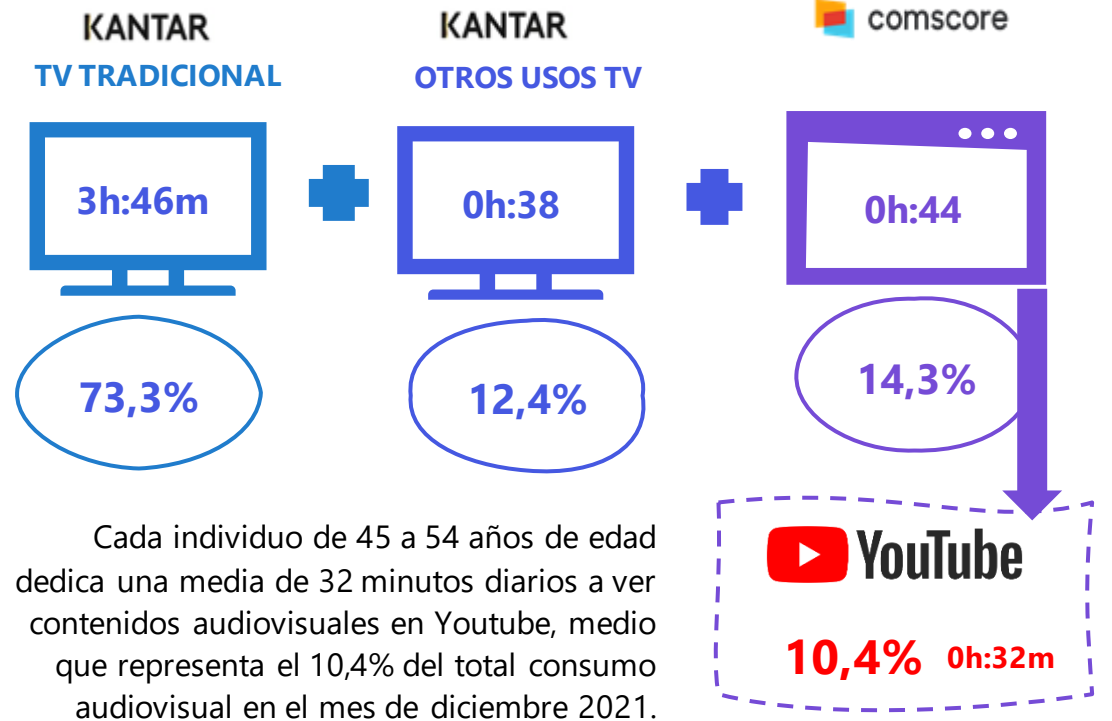 KANTAR
TV TRADICIONAL
3h:46m
73,3%
KANTAR
OTROS USOS TV
0h:38
12,4%
comscore
0h:44
14,3%
Cada individuo de 45 a 54 años de edad
dedica una media de 32 minutos diarios a ver
contenidos audiovisuales en Youtube, medio
que representa el 10,4% del total consumo
audiovisual en el mes de diciembre 2021.
YouTube
10,4% 0h:32m